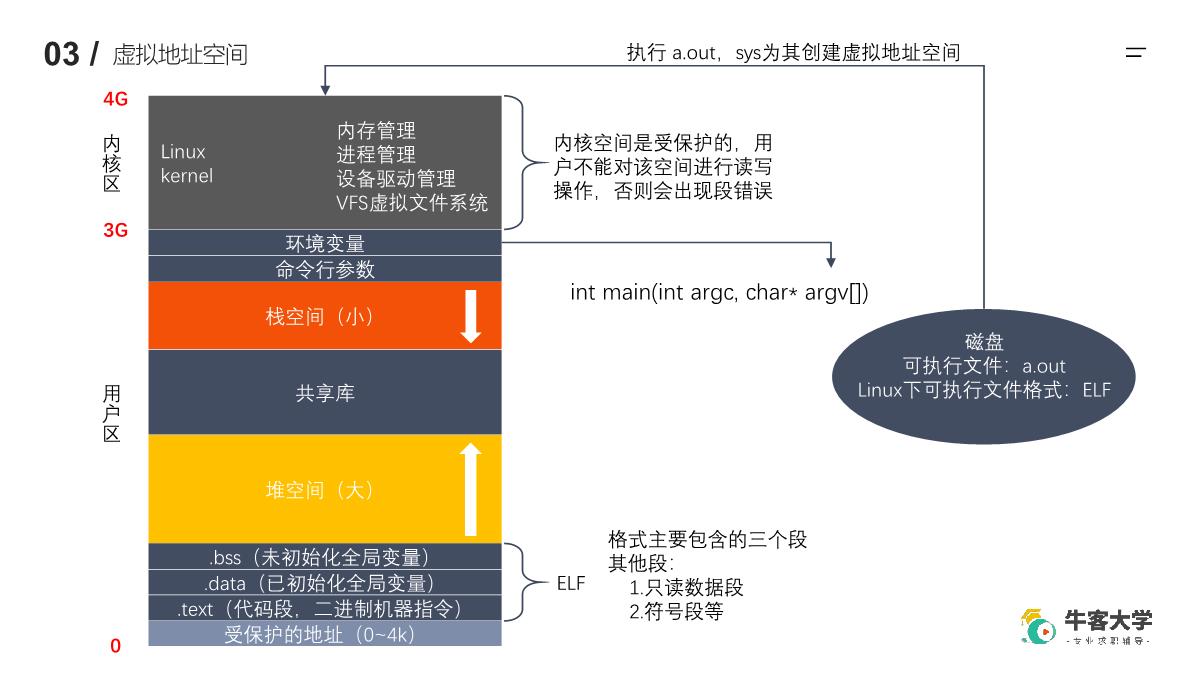 03 / 虚拟地址空间
执行 a.out，sys为其创建虚拟地址空间
4G
内核区
Linux
kernel
内存管理
进程管理
设备驱动管理
VFS虚拟文件系统
内核空间是受保护的，用
户不能对该空间进行读写
操作，否则会出现段错误
3G
环境变量
命令行参数
int main(int argc, char* argv[])
栈空间（小）
磁盘
可执行文件：a.out
Linux下可执行文件格式：ELF
用户区
共享库
堆空间（大）
.bss（未初始化全局变量）
.data（已初始化全局变量）
.text（代码段，二进制机器指令）
受保护的地址（0~4k）
0
ELF
格式主要包含的三个段
其他段：
1.只读数据段
2.符号段等
牛客大学
-专业求职辅导-